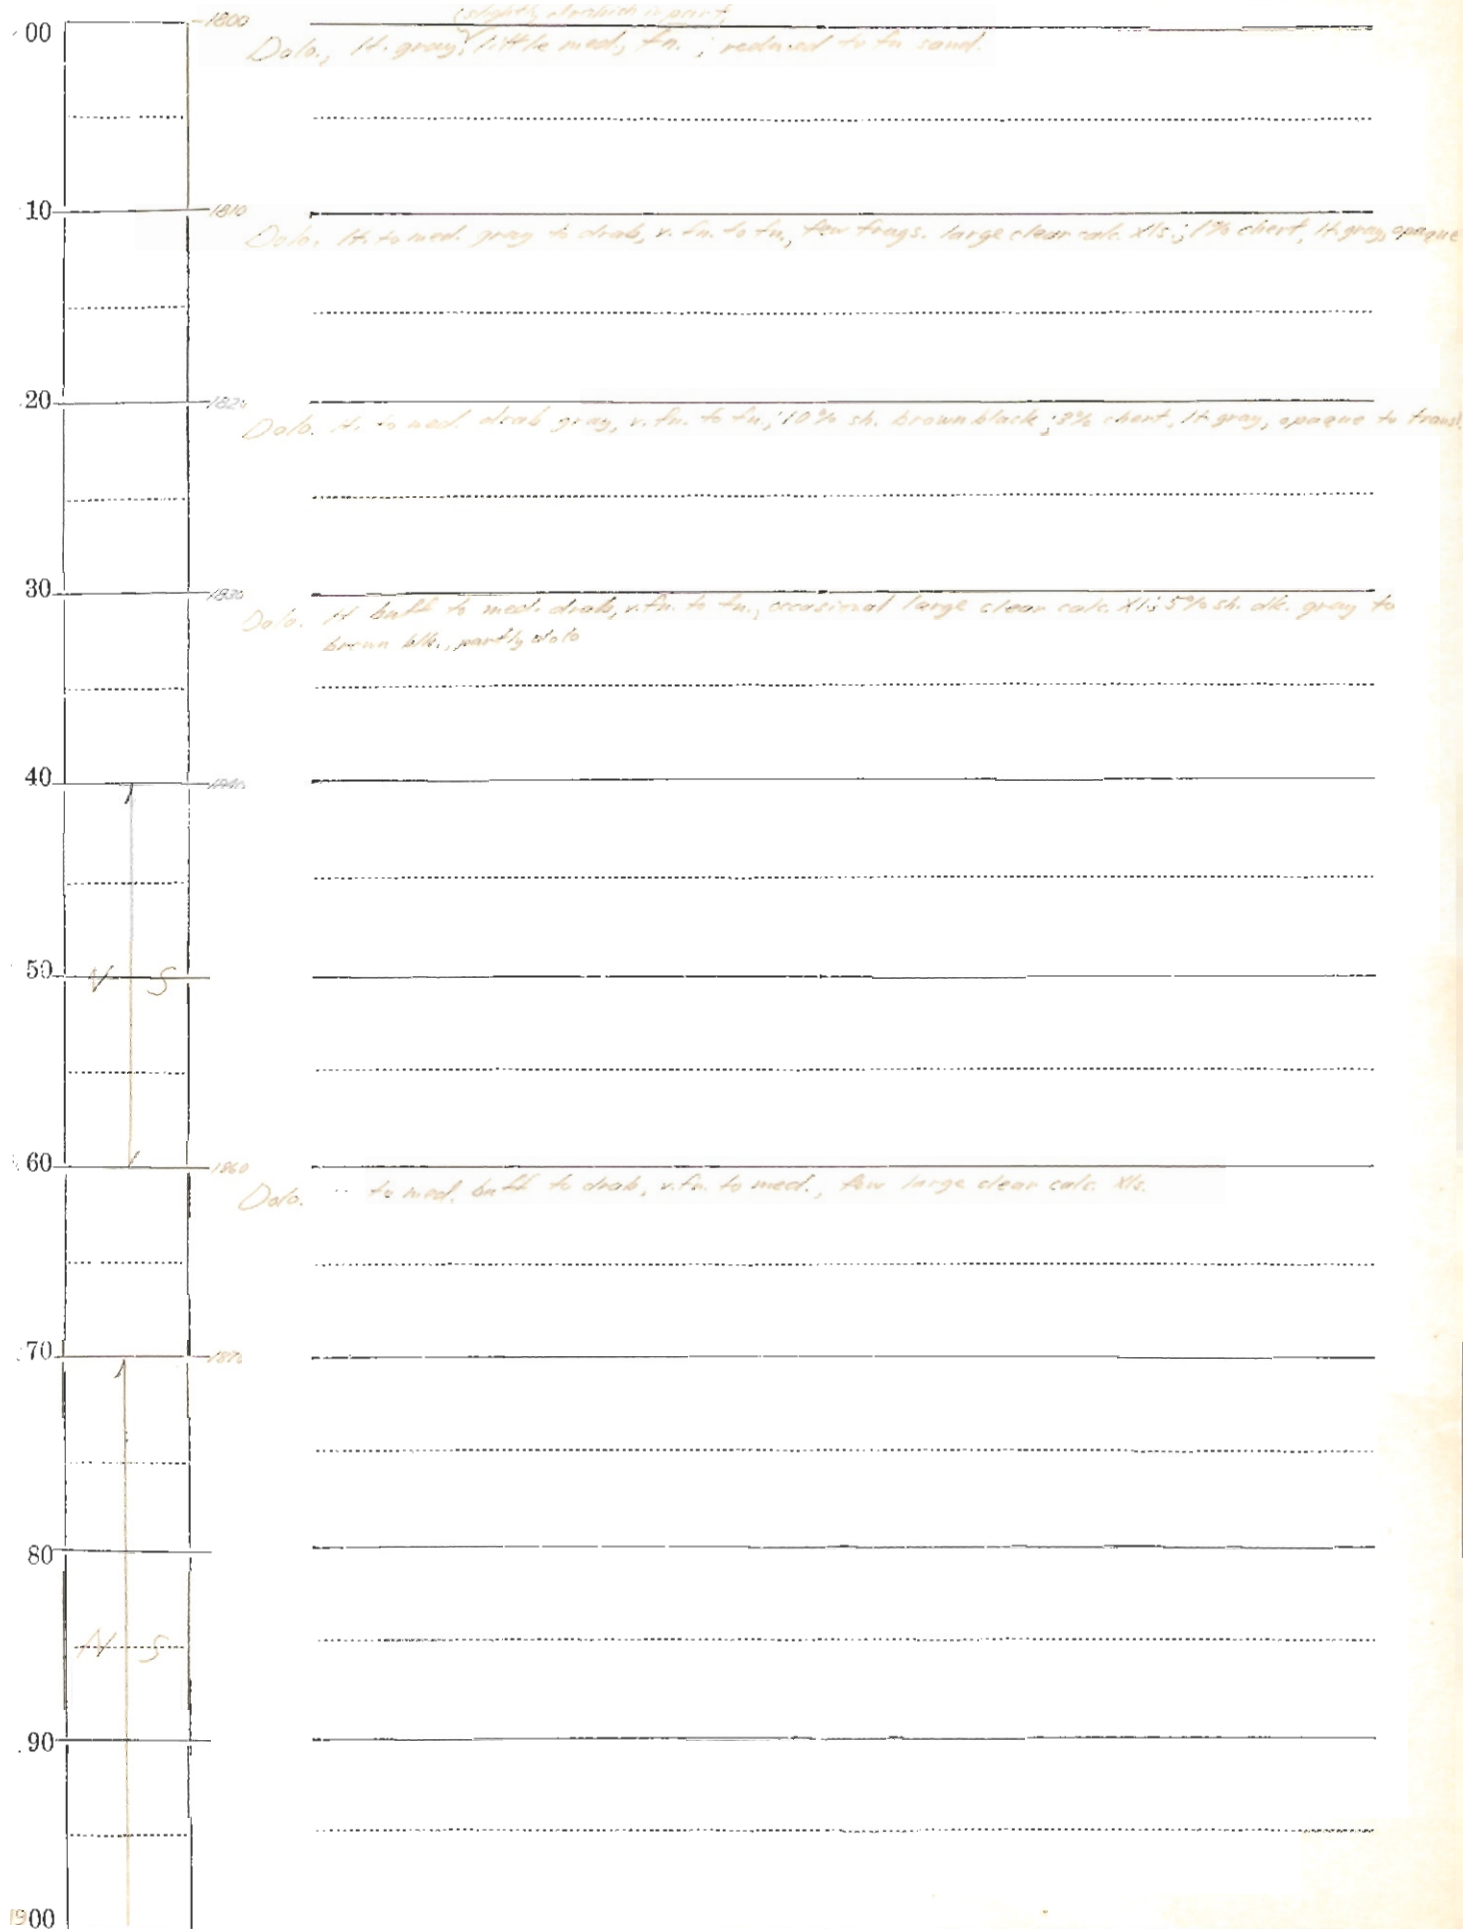 (slightly drabish in part)
00 1800
Dolo., lt. gray, little med, fn. ; reduced to fn sand.
10 1810
Dolo. lt. to med. gray to drab, v. fn. to fn., few frags. large clear calc. Xls.; 1% chert, lt gray, opaque
20 1820
Dolo. lt. to med. drab gray, v. fn. to fn.; 10% sh. brown black; 3% chert, lt gray, opaque to transl.
30 1830
Dolo. lt buff to med. drab, v. fn. to fn., occasional large clear calc. Xl; 5% sh. dk. gray to
brown blk., partly dolo
40 1840
50
N S
60 1860
Dolo. " to med. buff to drab, v. fn. to med., few large clear calc. Xls.
70 1870
80
N S
90
1900